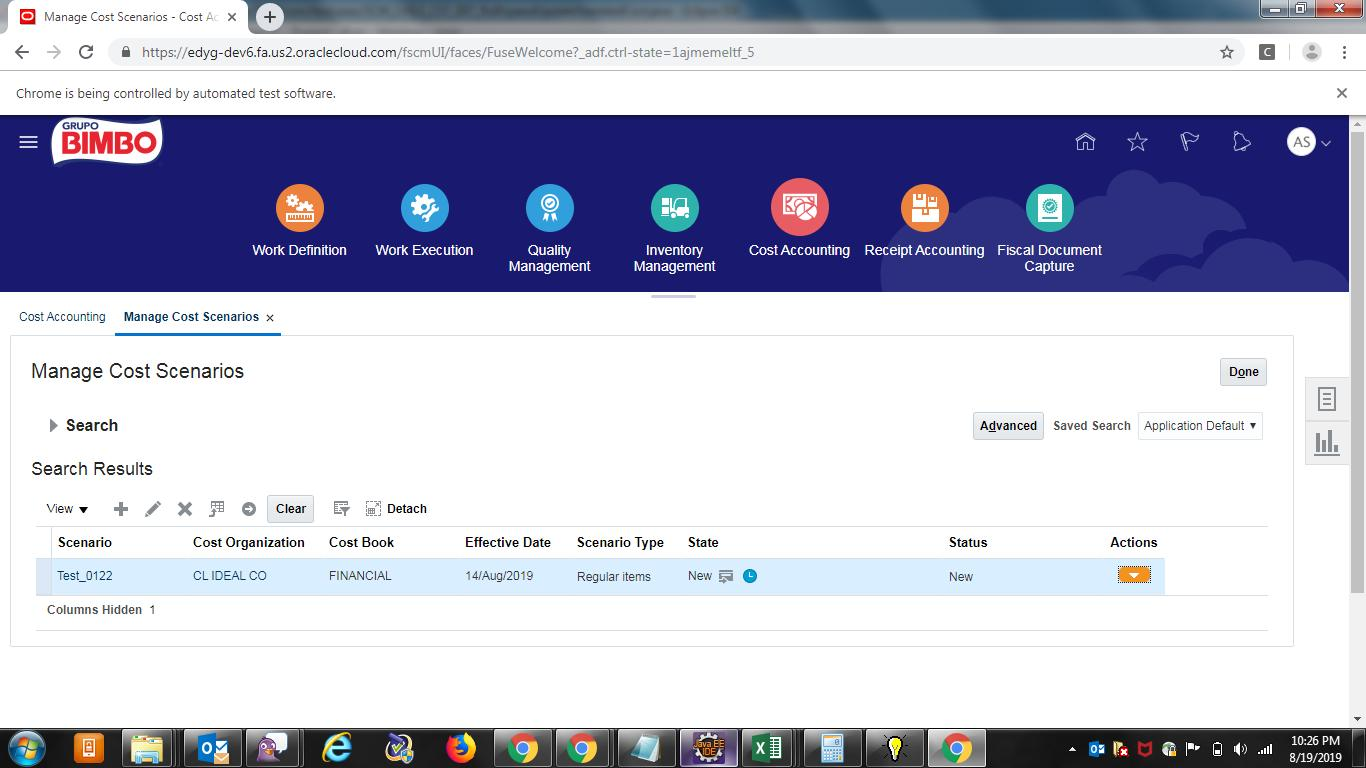 Manage Cost Scenarios - Cost Ac
https://edyg-dev6.fa.us2.oraclecloud.com/fscmUI/faces/FuseWelcome?_adf.ctrl-state=1ajmemeltf_5
C
Chrome is being controlled by automated test software.
GRUPO
BIMBO
AS
Work Definition
Work Execution
Quality
Management
Inventory
Management
Cost Accounting
Receipt Accounting
Fiscal Document
Capture
Cost Accounting
Manage Cost Scenarios
Manage Cost Scenarios
Done
Search
Advanced
Saved Search
Application Default
Search Results
View
Clear
Detach
Scenario Cost Organization Cost Book Effective Date Scenario Type State Status Actions
Test_0122 CL IDEAL CO FINANCIAL 14/Aug/2019 Regular items New New
Columns Hidden 1
Java EE
IDE
10:26 PM
8/19/2019